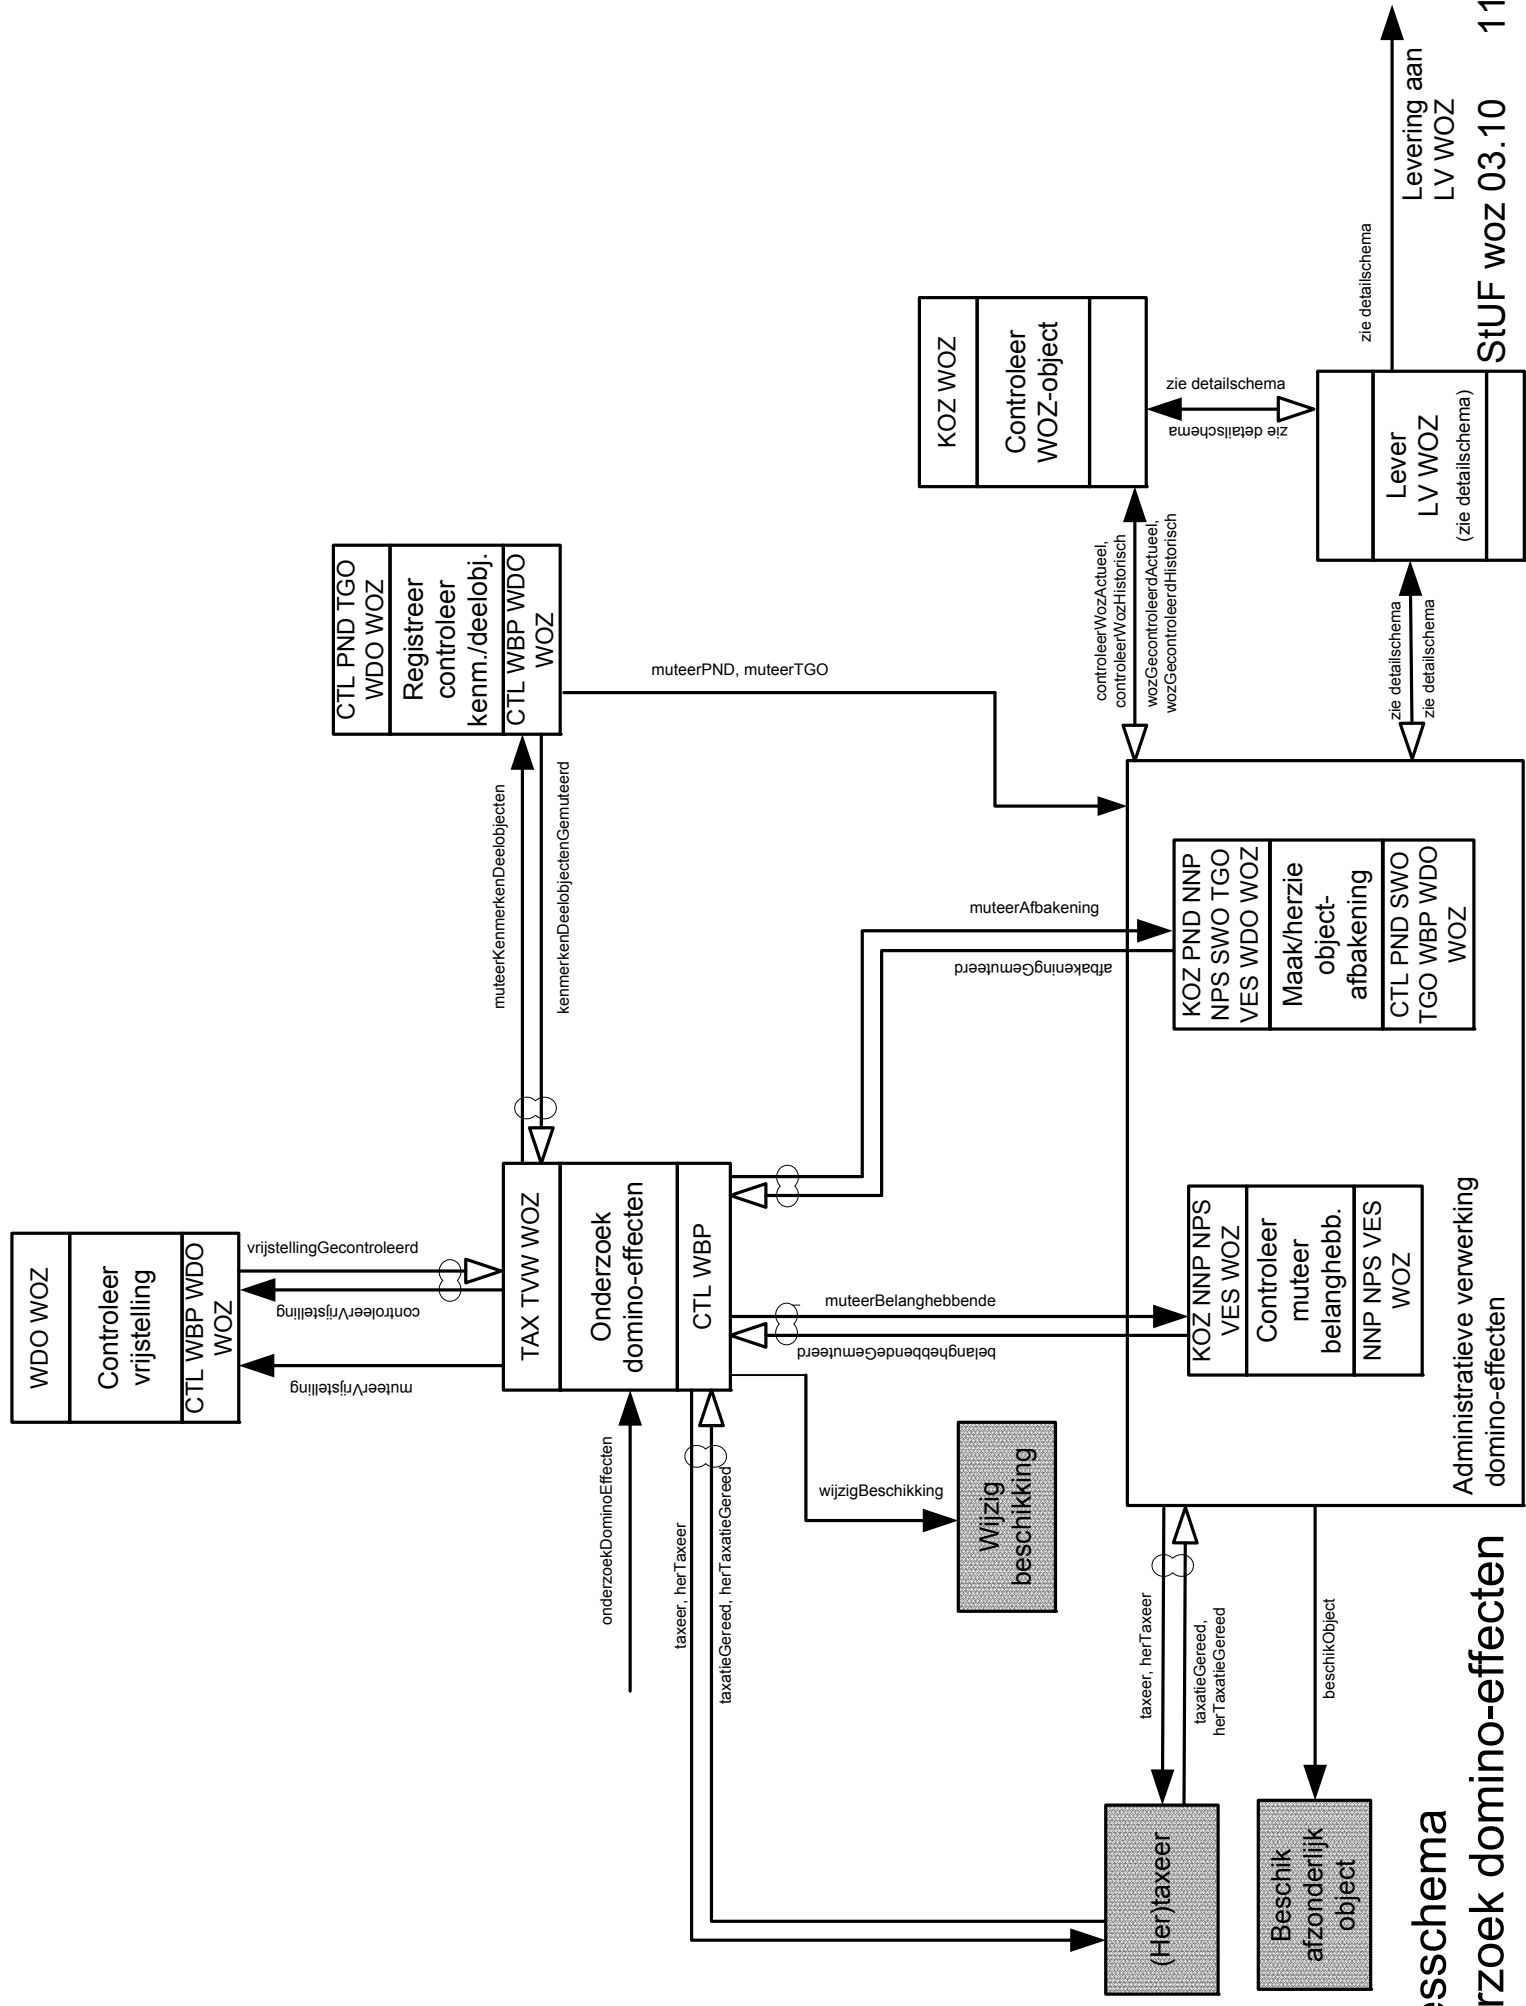 WDO WOZ
Controleer
vrijstelling
CTL WBP WDO
WOZ
vrijstellingGecontroleerd
controleerVrijstelling
muteerVrijstelling
CTL PND TGO
WDO WOZ
Registreer
controleer
kenm./deelobj.
CTL WBP WDO
WOZ
muteerKenmerkenDeelobjecten
kenmerkenDeelobjectenGemuteerd
muteerPND, muteerTGO
onderzoekDominoEffecten
TAX TVW WOZ
Onderzoek
domino-effecten
CTL WBP
taxeer, herTaxeer
taxatieGereed, herTaxatieGereed
wijzigBeschikking
Wijzig
beschikking
muteerBelanghebbende
belanghebbendeGemuteerd
muteerAfbakening
afbakeningGemuteerd
KOZ WOZ
Controleer
WOZ-object
zie detailschema
zie detailschema
controleerWozActueel,
controleerWozHistorisch
wozGecontroleerdActueel,
wozGecontroleerdHistorisch
(Her)taxeer
taxeer, herTaxeer
taxatieGereed,
herTaxatieGereed
Beschik
afzonderlijk
object
beschikObject
KOZ NNP NPS
VES WOZ
Controleer
muteer
belanghebb.
NNP NPS VES
WOZ
KOZ PND NNP
NPS SWO TGO
VES WDO WOZ
Maak/herzie
object-
afbakening
CTL PND SWO
TGO WBP WDO
WOZ
Administratieve verwerking
domino-effecten
zie detailschema
zie detailschema
Lever
LV WOZ
(zie detailschema)
zie detailschema
Levering aan
LV WOZ
esschema
rzoek domino-effecten
StUF woz 03.10
11